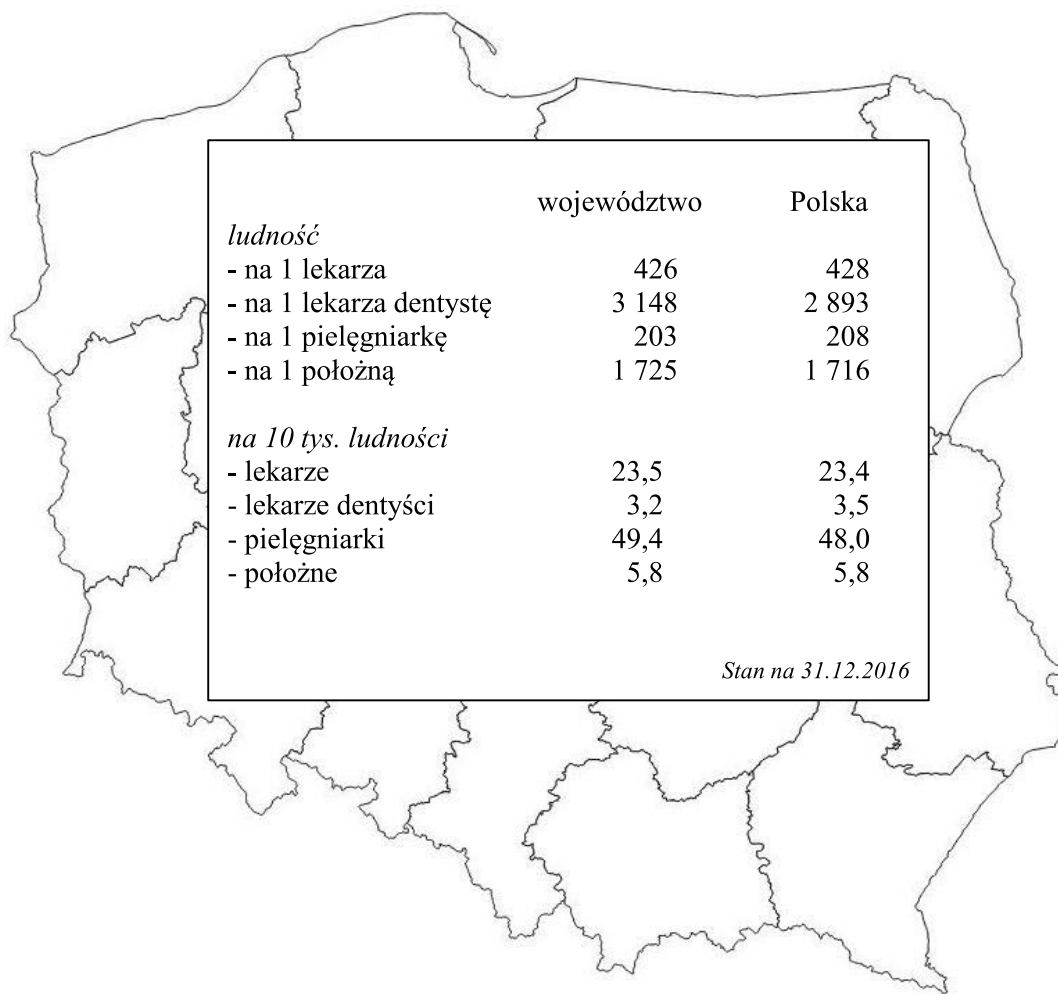 województwo Polska
ludność
- na 1 lekarza 426 428
- na 1 lekarza dentystę 3 148 2 893
- na 1 pielęgniarkę 203 208
- na 1 położną 1 725 1 716
na 10 tys. ludności
- lekarze 23,5 23,4
- lekarze dentyści 3,2 3,5
- pielęgniarki 49,4 48,0
- położne 5,8 5,8
Stan na 31.12.2016